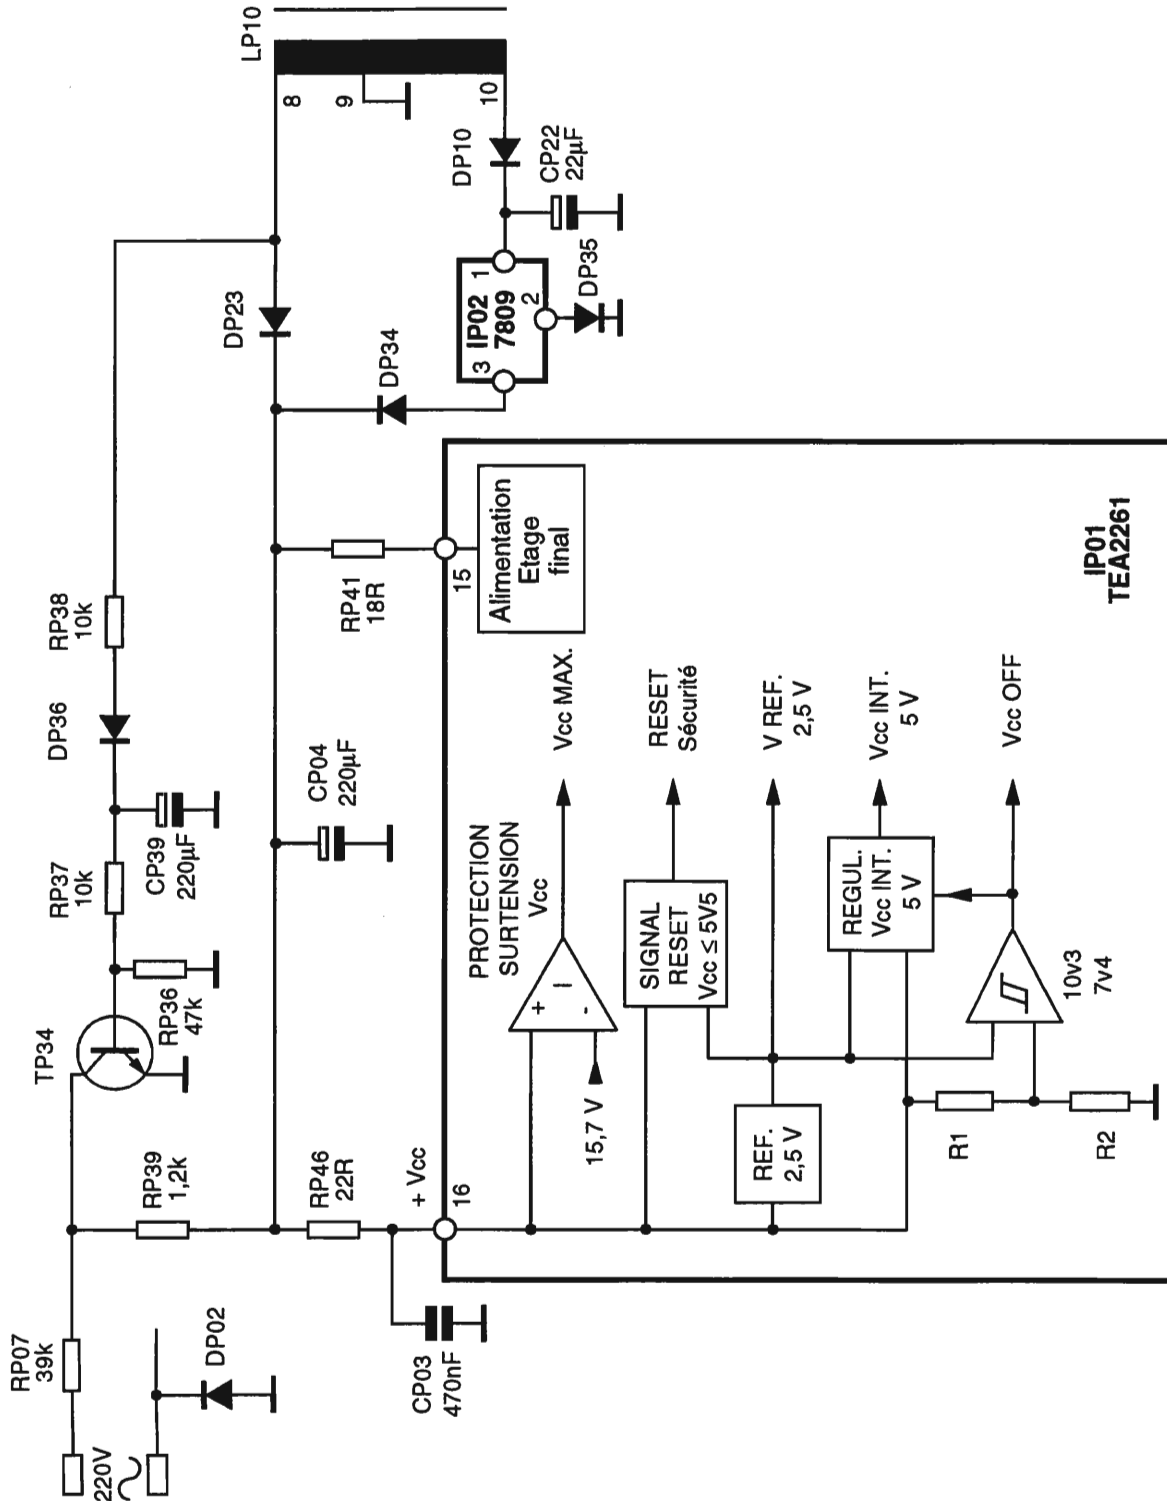 LP10
8
9
10
DP10
CP22
22µF
DP23
DP34
IP02
7809
1
2
3
DP35
RP38
10k
DP36
CP39
220µF
RP37
10k
RP36
47k
TP34
CP04
220µF
RP41
18R
15
Alimentation
Etage
final
IP01
TEA2261
RP39
1,2k
RP46
22R
+ Vcc
16
RP07
39k
220V
DP02
CP03
470nF
PROTECTION
SURTENSION
Vcc
+
-
15,7 V
Vcc MAX.
SIGNAL
RESET
Vcc ≤ 5V5
RESET
Sécurité
REF.
2,5 V
V REF.
2,5 V
REGUL.
Vcc INT.
5 V
Vcc INT.
5 V
10v3
7v4
Vcc OFF
R1
R2